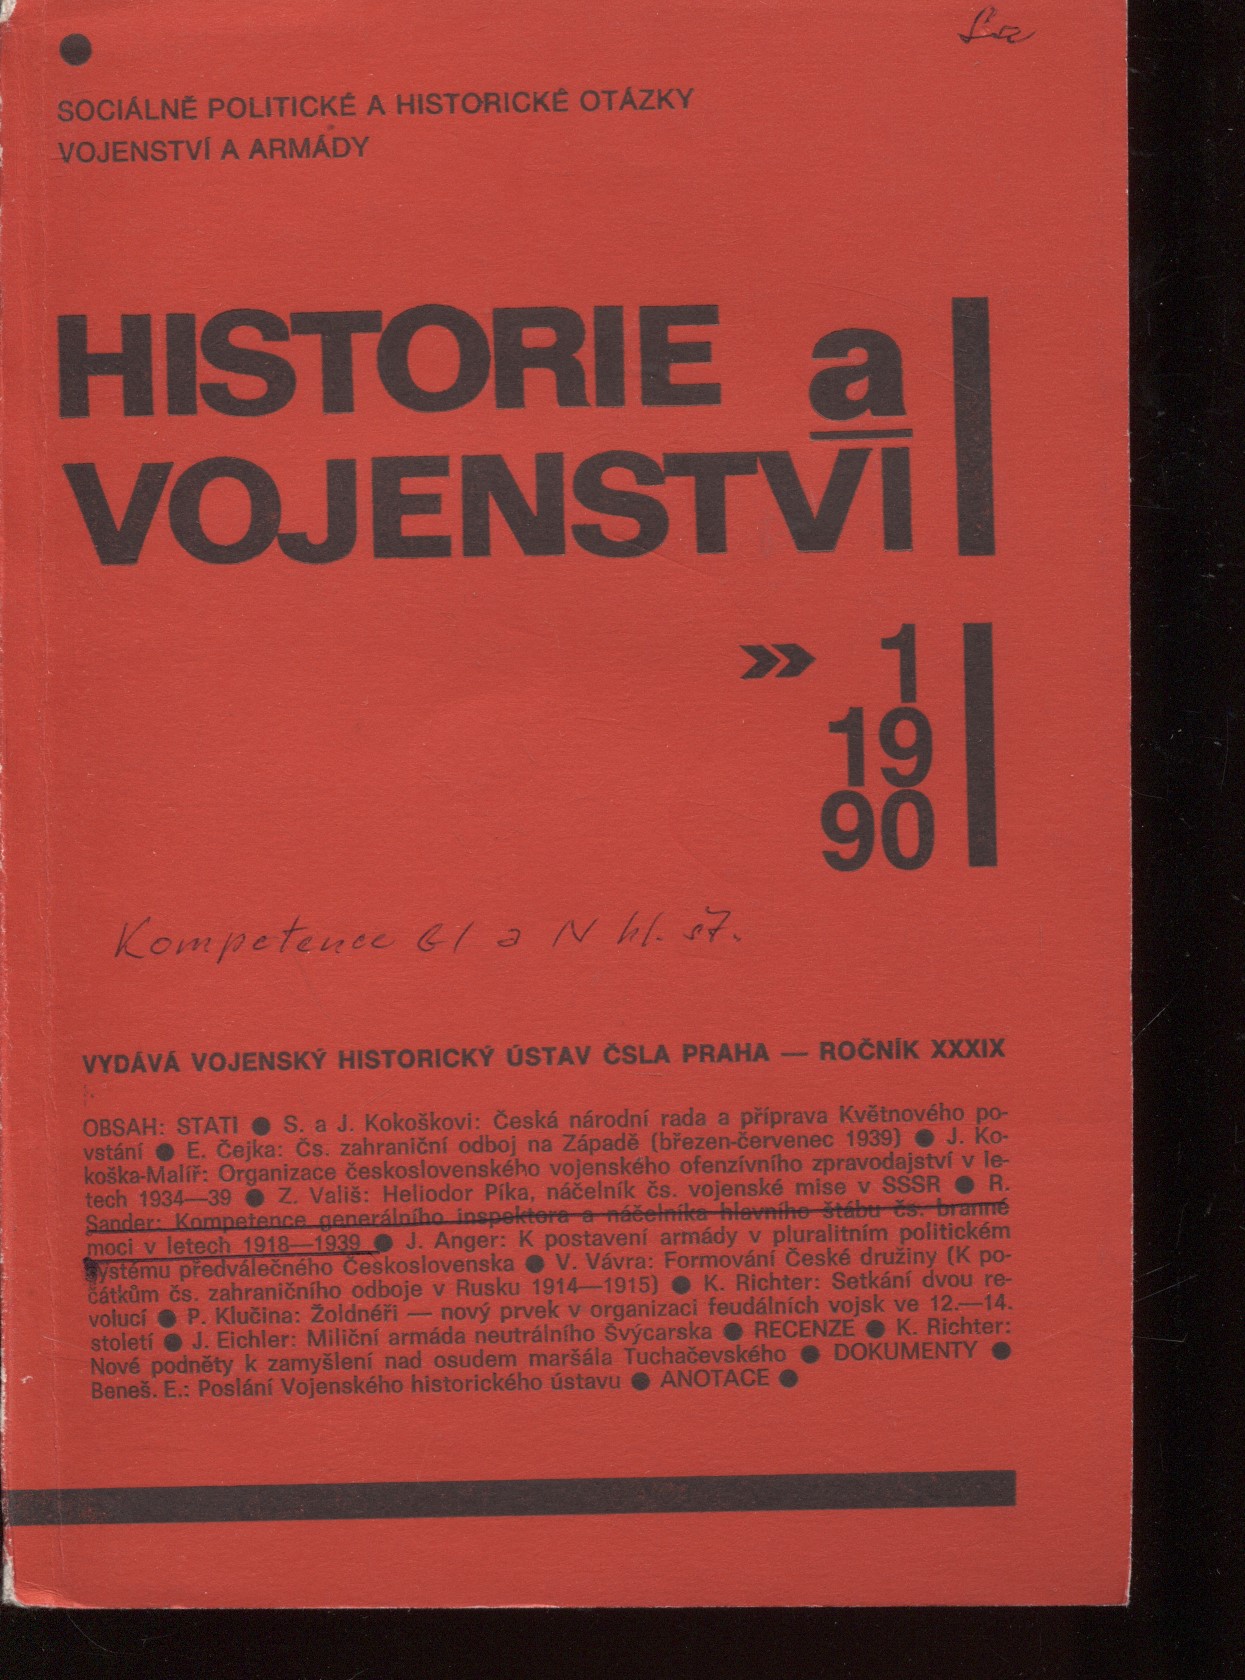 SOCIÁLNĚ POLITICKÉ A HISTORICKÉ OTÁZKY
VOJENSTVÍ A ARMÁDY
HISTORIE a
VOJENSTVÍ
» 1
19
90
Kompetence GI a N hl. št.
VYDÁVÁ VOJENSKÝ HISTORICKÝ ÚSTAV ČSLA PRAHA — ROČNÍK XXXIX
OBSAH: STATI ● S. a J. Kokoškovi: Česká národní rada a příprava Květnového po-
vstání ● E. Čejka: Čs. zahraniční odboj na Západě (březen-červenec 1939) ● J. Ko-
koška-Malíř: Organizace československého vojenského ofenzívního zpravodajství v le-
tech 1934—39 ● Z. Vališ: Heliodor Píka, náčelník čs. vojenské mise v SSSR ● R.
Sander: Kompetence generálního inspektora a náčelníka hlavního štábu čs. branné
moci v letech 1918—1939 ● J. Anger: K postavení armády v pluralitním politickém
systému předválečného Československa ● V. Vávra: Formování České družiny (K po-
čátkům čs. zahraničního odboje v Rusku 1914—1915) ● K. Richter: Setkání dvou re-
volucí ● P. Klučina: Žoldnéři — nový prvek v organizaci feudálních vojsk ve 12.—14.
století ● J. Eichler: Miliční armáda neutrálního Švýcarska ● RECENZE ● K. Richter:
Nové podněty k zamyšlení nad osudem maršála Tuchačevského ● DOKUMENTY ●
Beneš. E.: Poslání Vojenského historického ústavu ● ANOTACE ●